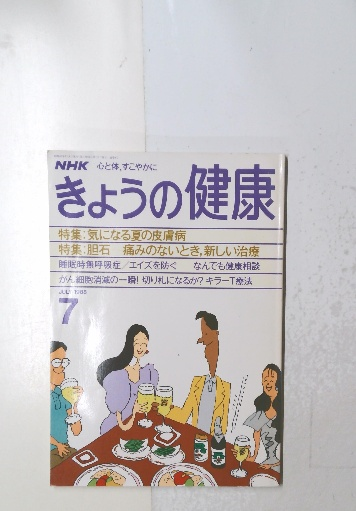 NHK 心と体、すこやかに
きょうの健康
特集:気になる夏の皮膚病
特集:胆石 痛みのないとき、新しい治療
睡眠時無呼吸症/エイズを防ぐ なんでも健康相談
がん細胞消滅の一瞬!切り札になるか?キラーT療法
JULY 1988
7